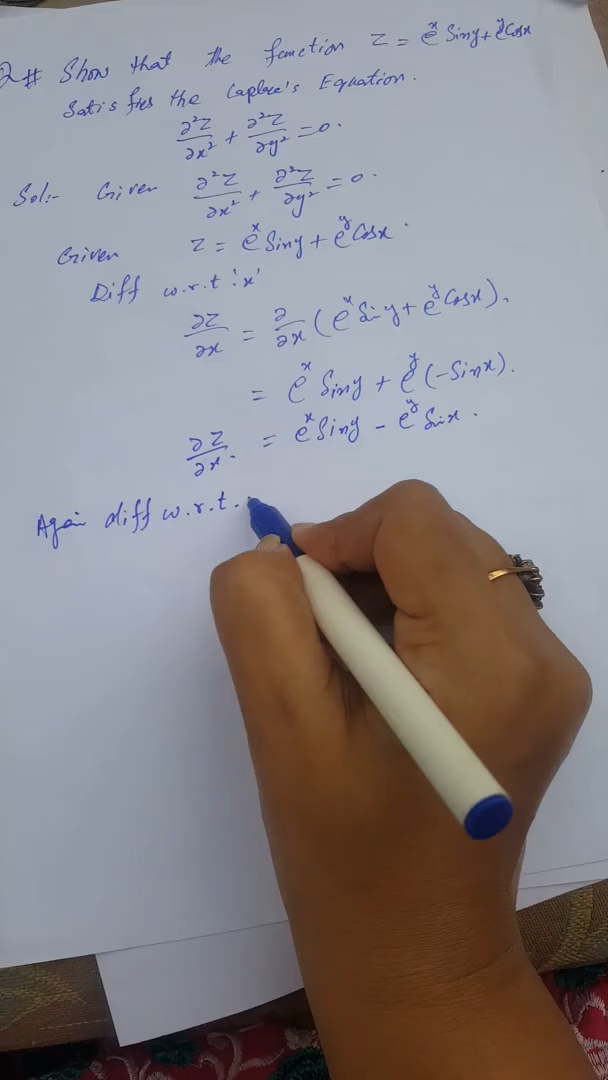 Q# Show that the function Z = e^x Siny + e^y Cosx
Satisfies the Laplace's Equation.
∂²Z/∂x² + ∂²Z/∂y² = 0.
Sol:- Given ∂²Z/∂x² + ∂²Z/∂y² = 0.
Given Z = e^x Siny + e^y Cosx.
Diff w.r.t 'x'
∂Z/∂x = ∂/∂x (e^x Siny + e^y Cosx).
= e^x Siny + e^y (-Sinx).
∂Z/∂x. = e^x Siny - e^y Sinx.
Again diff w.r.t.